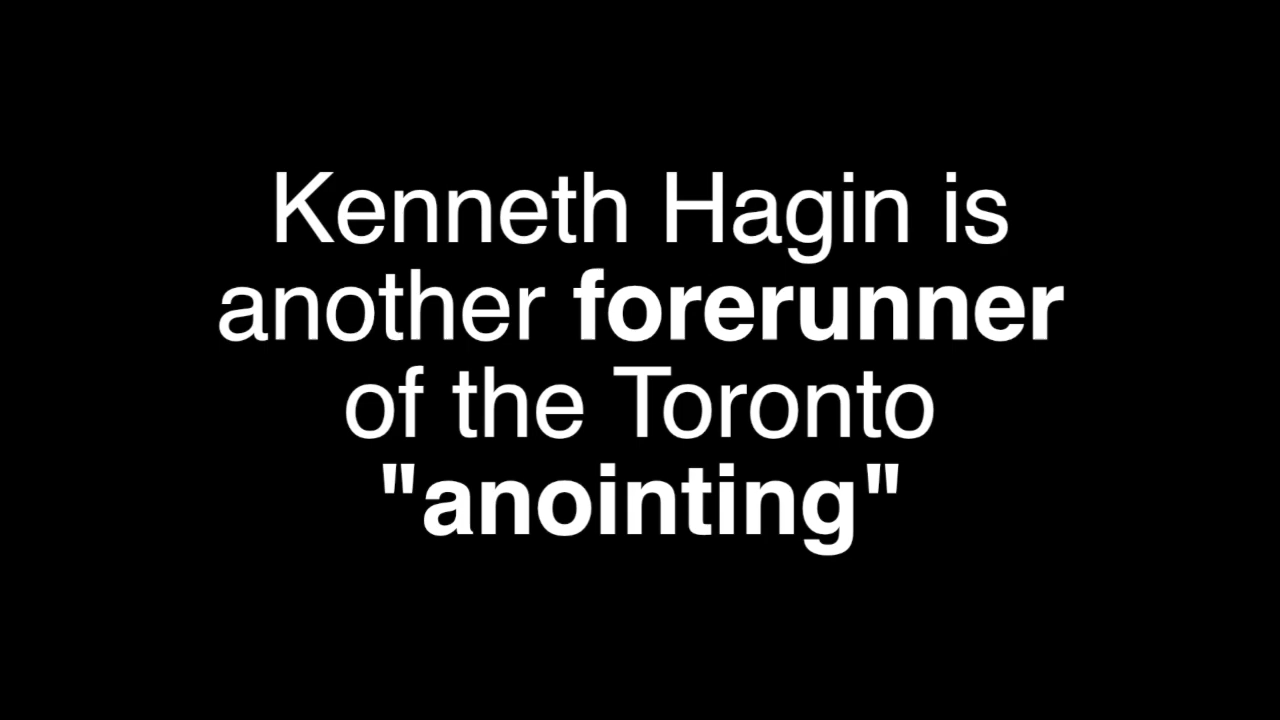 Kenneth Hagin is
another forerunner
of the Toronto
"anointing"